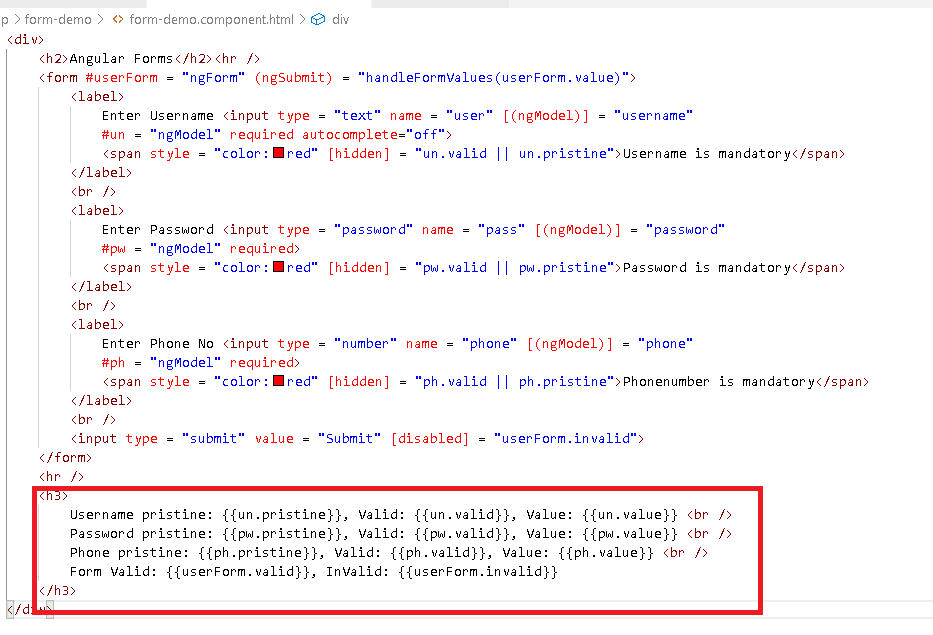 p > form-demo > <> form-demo.component.html > div
<div>
<h2>Angular Forms</h2><hr />
<form #userForm = "ngForm" (ngSubmit) = "handleFormValues(userForm.value)">
<label>
Enter Username <input type = "text" name = "user" [(ngModel)] = "username"
#un = "ngModel" required autocomplete="off">
<span style = "color:red" [hidden] = "un.valid || un.pristine">Username is mandatory</span>
</label>
<br />
<label>
Enter Password <input type = "password" name = "pass" [(ngModel)] = "password"
#pw = "ngModel" required>
<span style = "color:red" [hidden] = "pw.valid || pw.pristine">Password is mandatory</span>
</label>
<br />
<label>
Enter Phone No <input type = "number" name = "phone" [(ngModel)] = "phone"
#ph = "ngModel" required>
<span style = "color:red" [hidden] = "ph.valid || ph.pristine">Phonenumber is mandatory</span>
</label>
<br />
<input type = "submit" value = "Submit" [disabled] = "userForm.invalid">
</form>
<hr />
<h3>
Username pristine: {{un.pristine}}, Valid: {{un.valid}}, Value: {{un.value}} <br />
Password pristine: {{pw.pristine}}, Valid: {{pw.valid}}, Value: {{pw.value}} <br />
Phone pristine: {{ph.pristine}}, Valid: {{ph.valid}}, Value: {{ph.value}} <br />
Form Valid: {{userForm.valid}}, InValid: {{userForm.invalid}}
</h3>
</div>